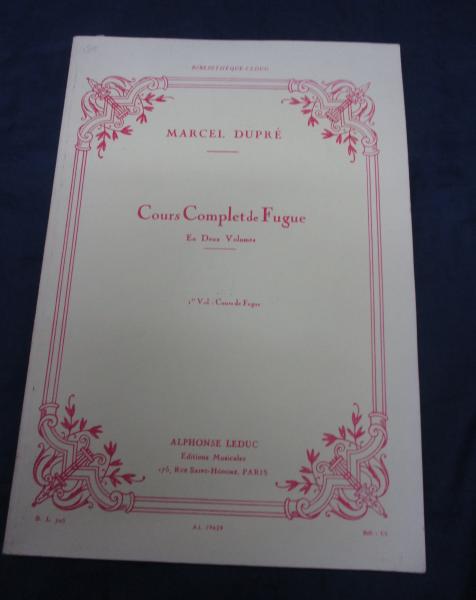 BIBLIOTHÈQUE-LEDUC
MARCEL DUPRÉ
Cours Complet de Fugue
En Deux Volumes
1er Vol : Cours de Fugue
ALPHONSE LEDUC
Editions Musicales
175, Rue Saint-Honoré, PARIS
B. L.
A.L. 19629